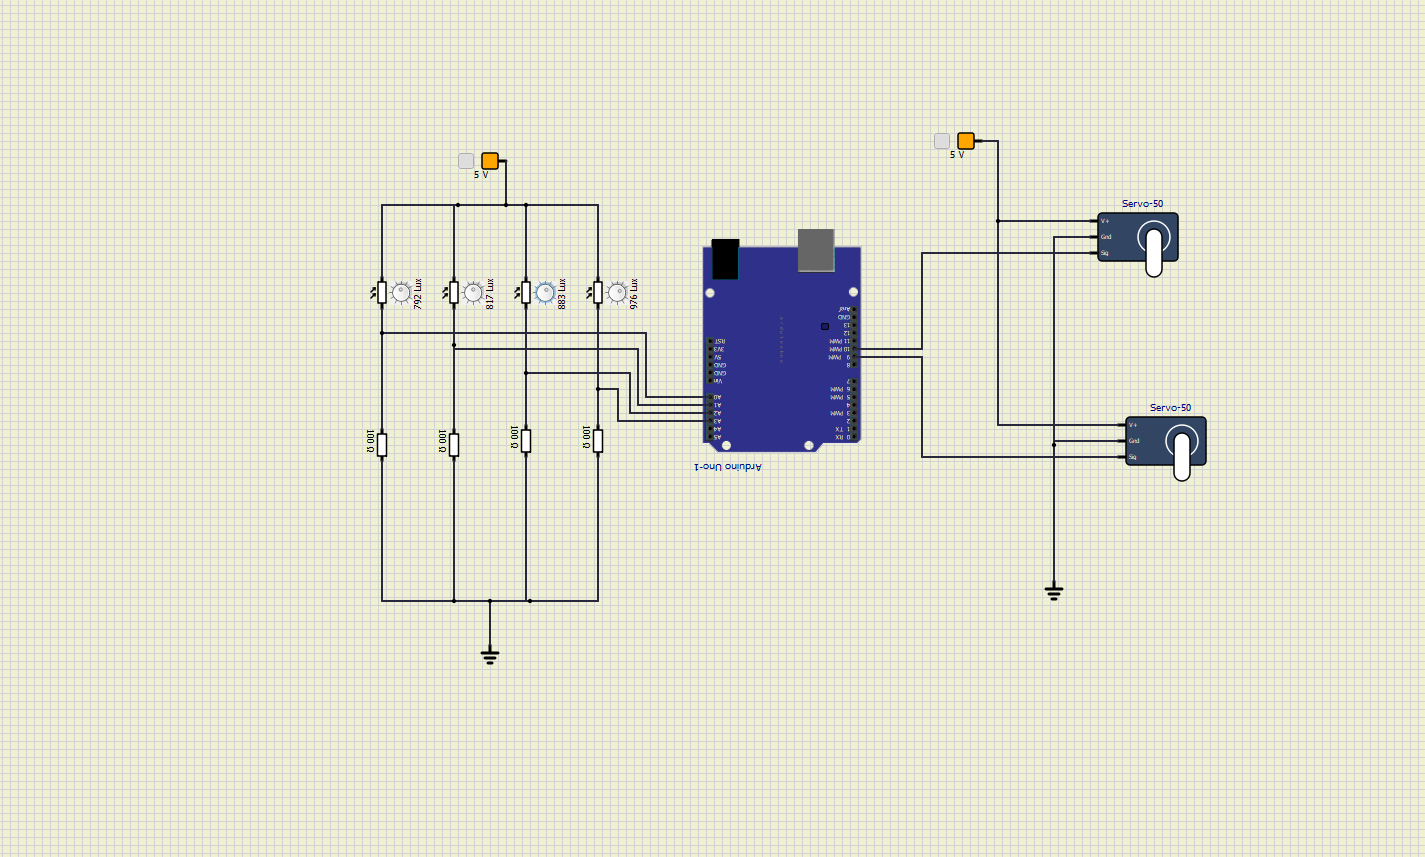 5 V
5 V
Servo-50
V+
Gnd
Sig
792 Lux
817 Lux
883 Lux
976 Lux
Aref
GND
13
12
11 PWM
10 PWM
9 PWM
8
RST
3V3
5V
GND
GND
Vin
7
6 PWM
5 PWM
4
3 PWM
2
1 TX
0 RX
A0
A1
A2
A3
A4
A5
Servo-50
V+
Gnd
Sig
100 Ω
100 Ω
100 Ω
100 Ω
Arduino Uno-1